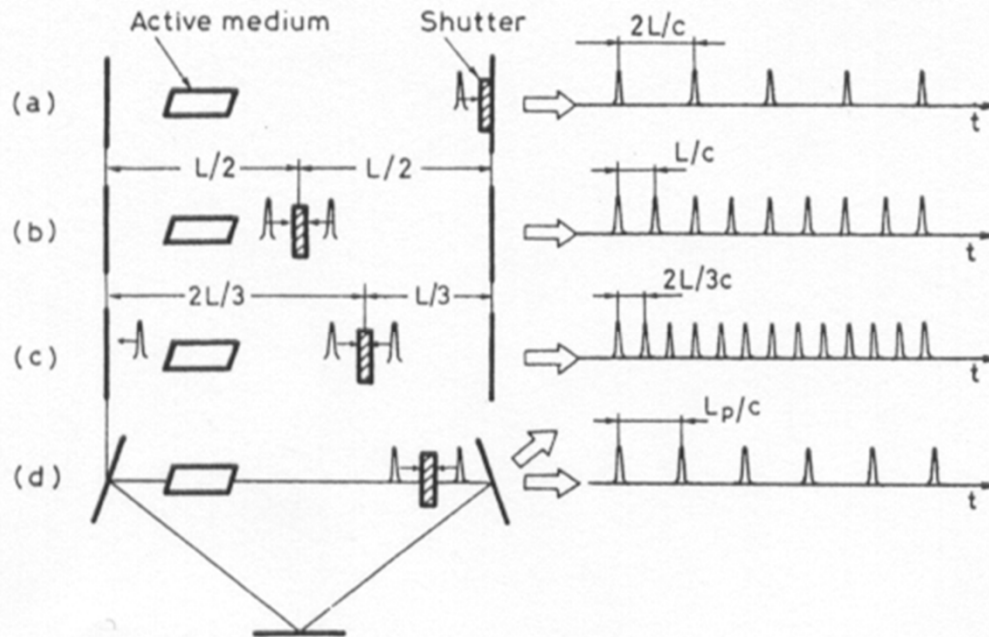 Active medium
Shutter
2L/c
(a)
t
L/2
L/2
L/c
(b)
t
2L/3
L/3
2L/3c
(c)
t
Lp/c
(d)
t